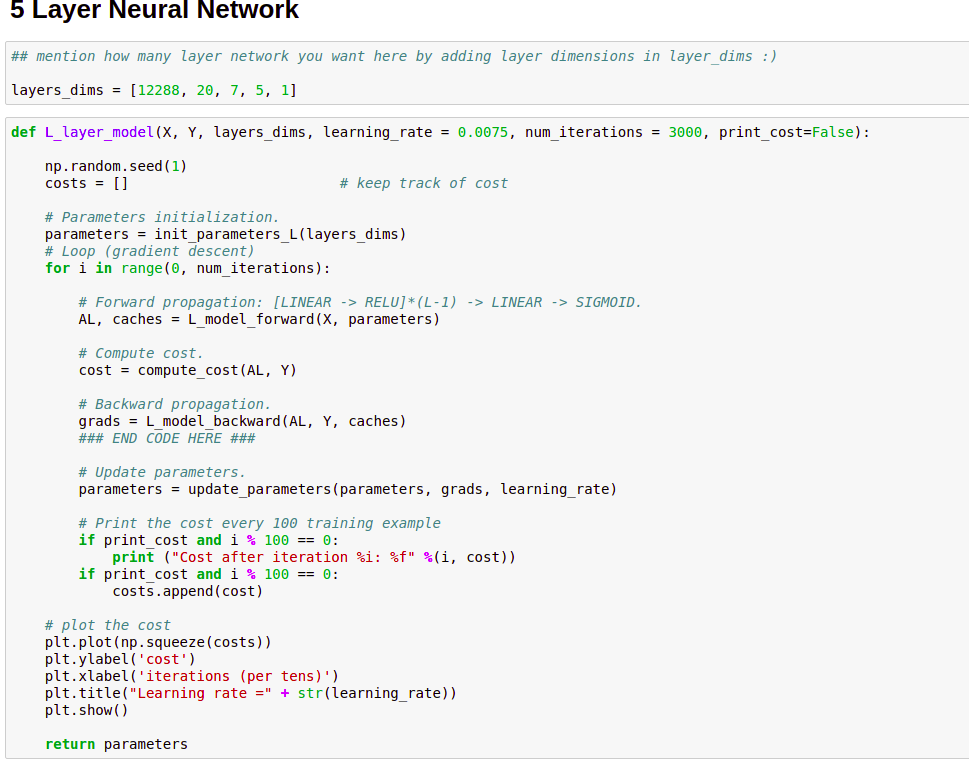 5 Layer Neural Network
## mention how many layer network you want here by adding layer dimensions in layer_dims :)
layers_dims = [12288, 20, 7, 5, 1]
def L_layer_model(X, Y, layers_dims, learning_rate = 0.0075, num_iterations = 3000, print_cost=False):
    np.random.seed(1)
    costs = []                         # keep track of cost
    # Parameters initialization.
    parameters = init_parameters_L(layers_dims)
    # Loop (gradient descent)
    for i in range(0, num_iterations):
        # Forward propagation: [LINEAR -> RELU]*(L-1) -> LINEAR -> SIGMOID.
        AL, caches = L_model_forward(X, parameters)
        # Compute cost.
        cost = compute_cost(AL, Y)
        # Backward propagation.
        grads = L_model_backward(AL, Y, caches)
        ### END CODE HERE ###
        # Update parameters.
        parameters = update_parameters(parameters, grads, learning_rate)
        # Print the cost every 100 training example
        if print_cost and i % 100 == 0:
            print ("Cost after iteration %i: %f" %(i, cost))
        if print_cost and i % 100 == 0:
            costs.append(cost)
    # plot the cost
    plt.plot(np.squeeze(costs))
    plt.ylabel('cost')
    plt.xlabel('iterations (per tens)')
    plt.title("Learning rate =" + str(learning_rate))
    plt.show()
    return parameters